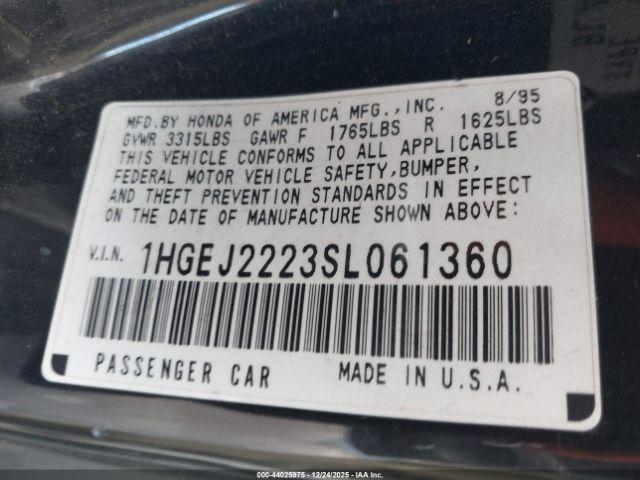 8/95
MFD.BY HONDA OF AMERICA MFG.,INC.
GVWR 3315LBS GAWR F 1765LBS R 1625LBS
THIS VEHICLE CONFORMS TO ALL APPLICABLE
FEDERAL MOTOR VEHICLE SAFETY,BUMPER,
AND THEFT PREVENTION STANDARDS IN EFFECT
ON THE DATE OF MANUFACTURE SHOWN ABOVE:
V.I.N. 1HGEJ2223SL061360
PASSENGER CAR MADE IN U.S.A.
000-44025975 - 12/24/2025 - IAA Inc.